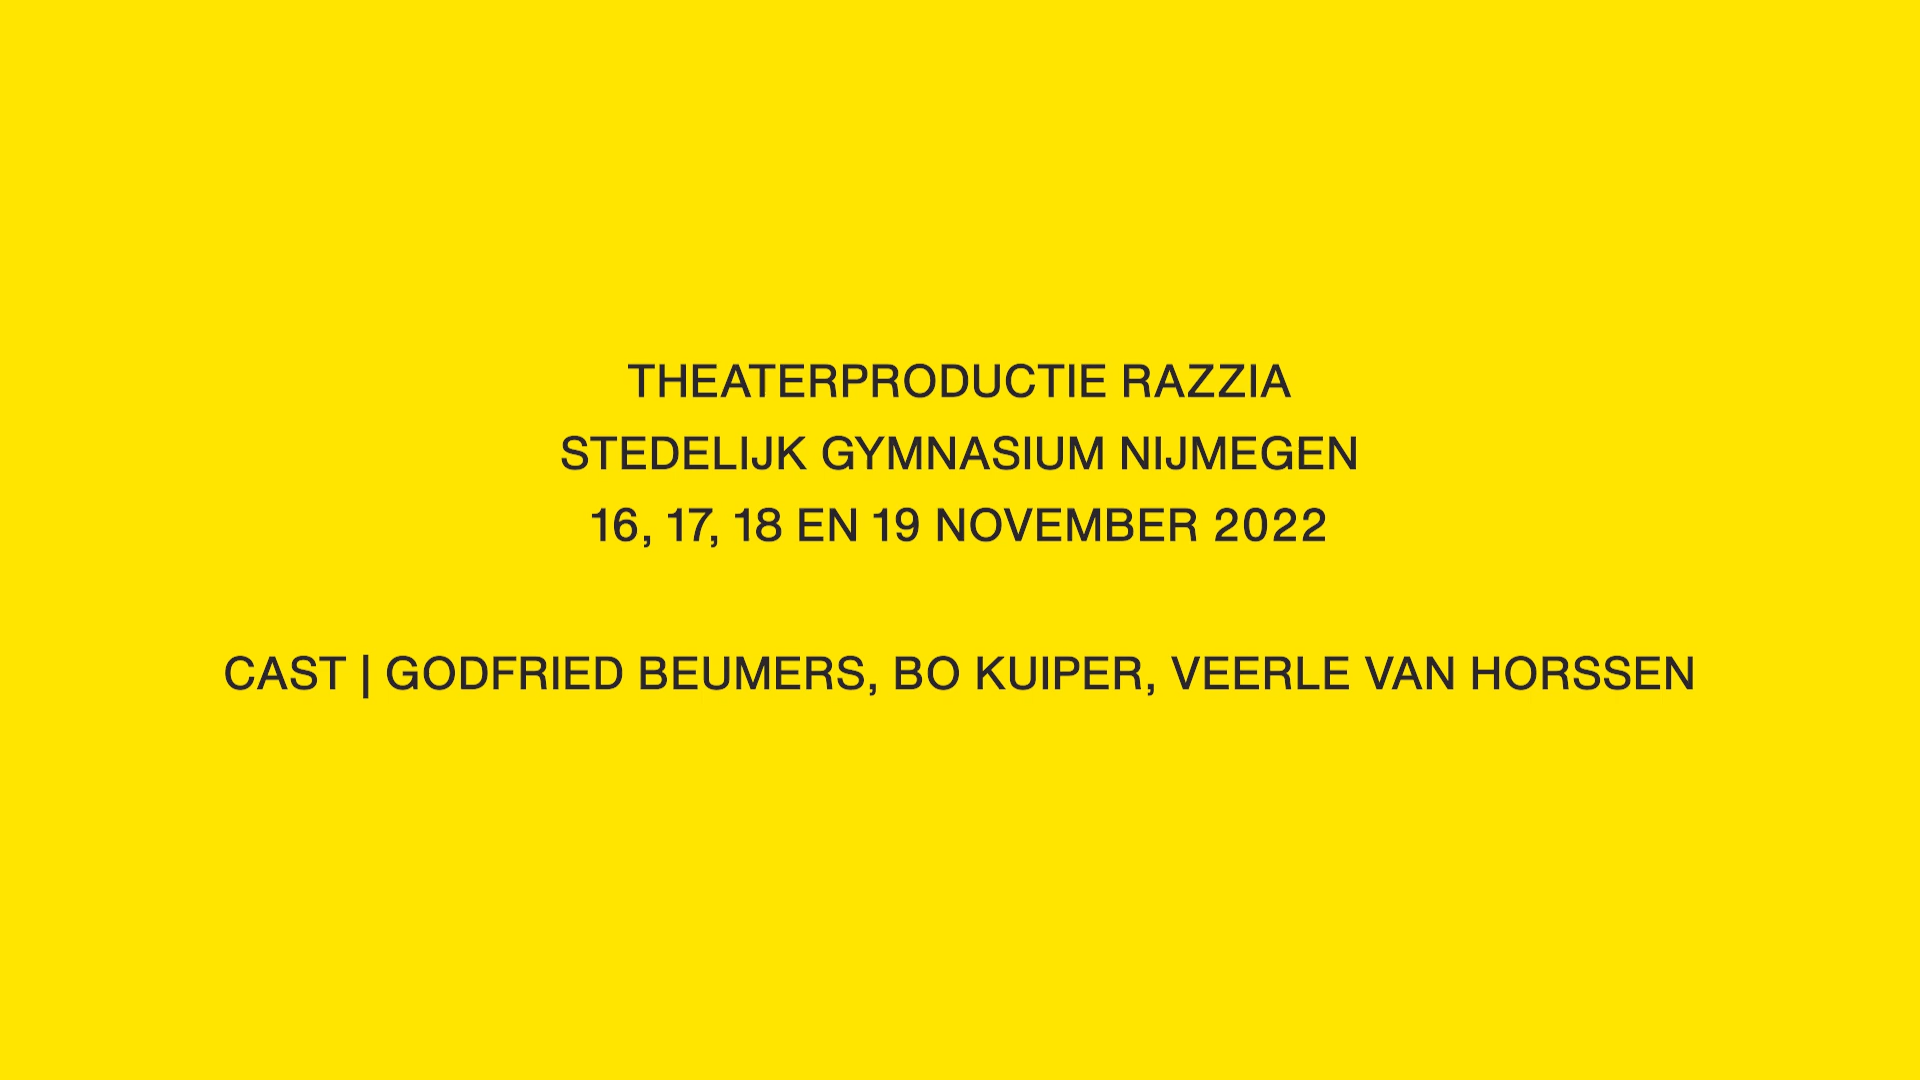 THEATERPRODUCTIE RAZZIA
STEDELIJK GYMNASIUM NIJMEGEN
16, 17, 18 EN 19 NOVEMBER 2022
CAST | GODFRIED BEUMERS, BO KUIPER, VEERLE VAN HORSSEN